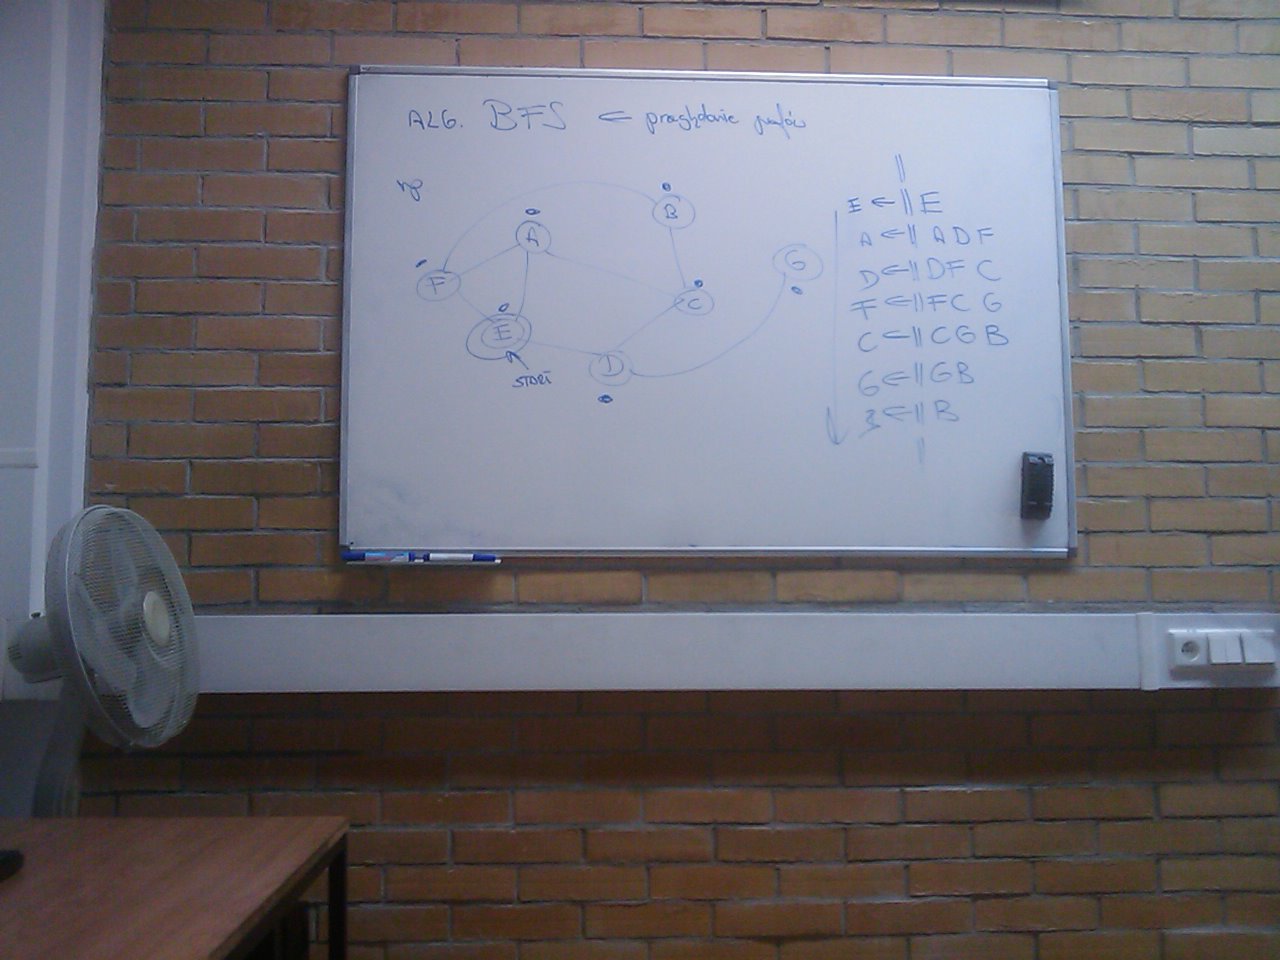 ALG. BFS ← przeglądanie grafów
np
B
A
G
F
C
E
D
START
E ← || E
A ← || A D F
D ← || D F C
F ← || F C G
C ← || C G B
G ← || G B
B ← || B